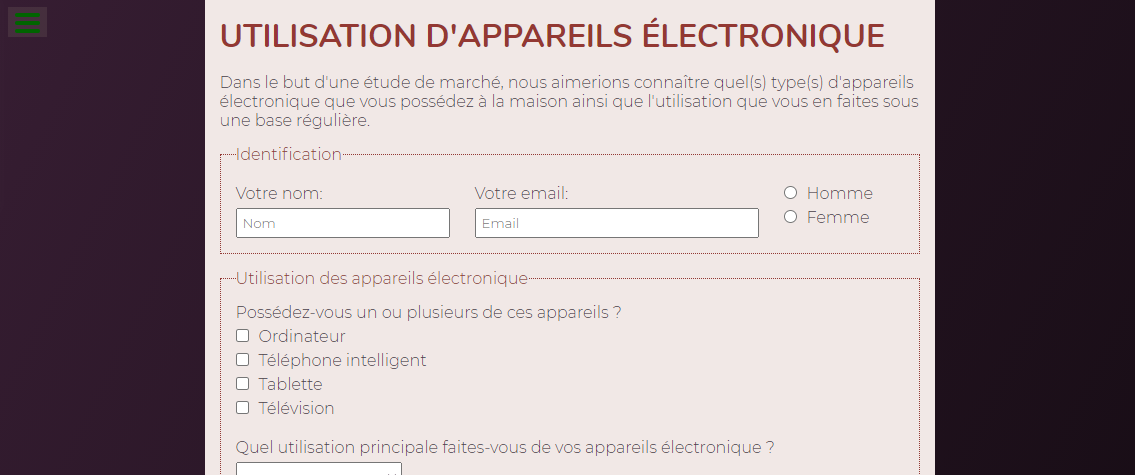 UTILISATION D'APPAREILS ÉLECTRONIQUE
Dans le but d'une étude de marché, nous aimerions connaître quel(s) type(s) d'appareils
électronique que vous possédez à la maison ainsi que l'utilisation que vous en faites sous
une base régulière.
Identification
Votre nom: Votre email:
Nom Email
Homme
Femme
Utilisation des appareils électronique
Possédez-vous un ou plusieurs de ces appareils ?
Ordinateur
Téléphone intelligent
Tablette
Télévision
Quel utilisation principale faites-vous de vos appareils électronique ?